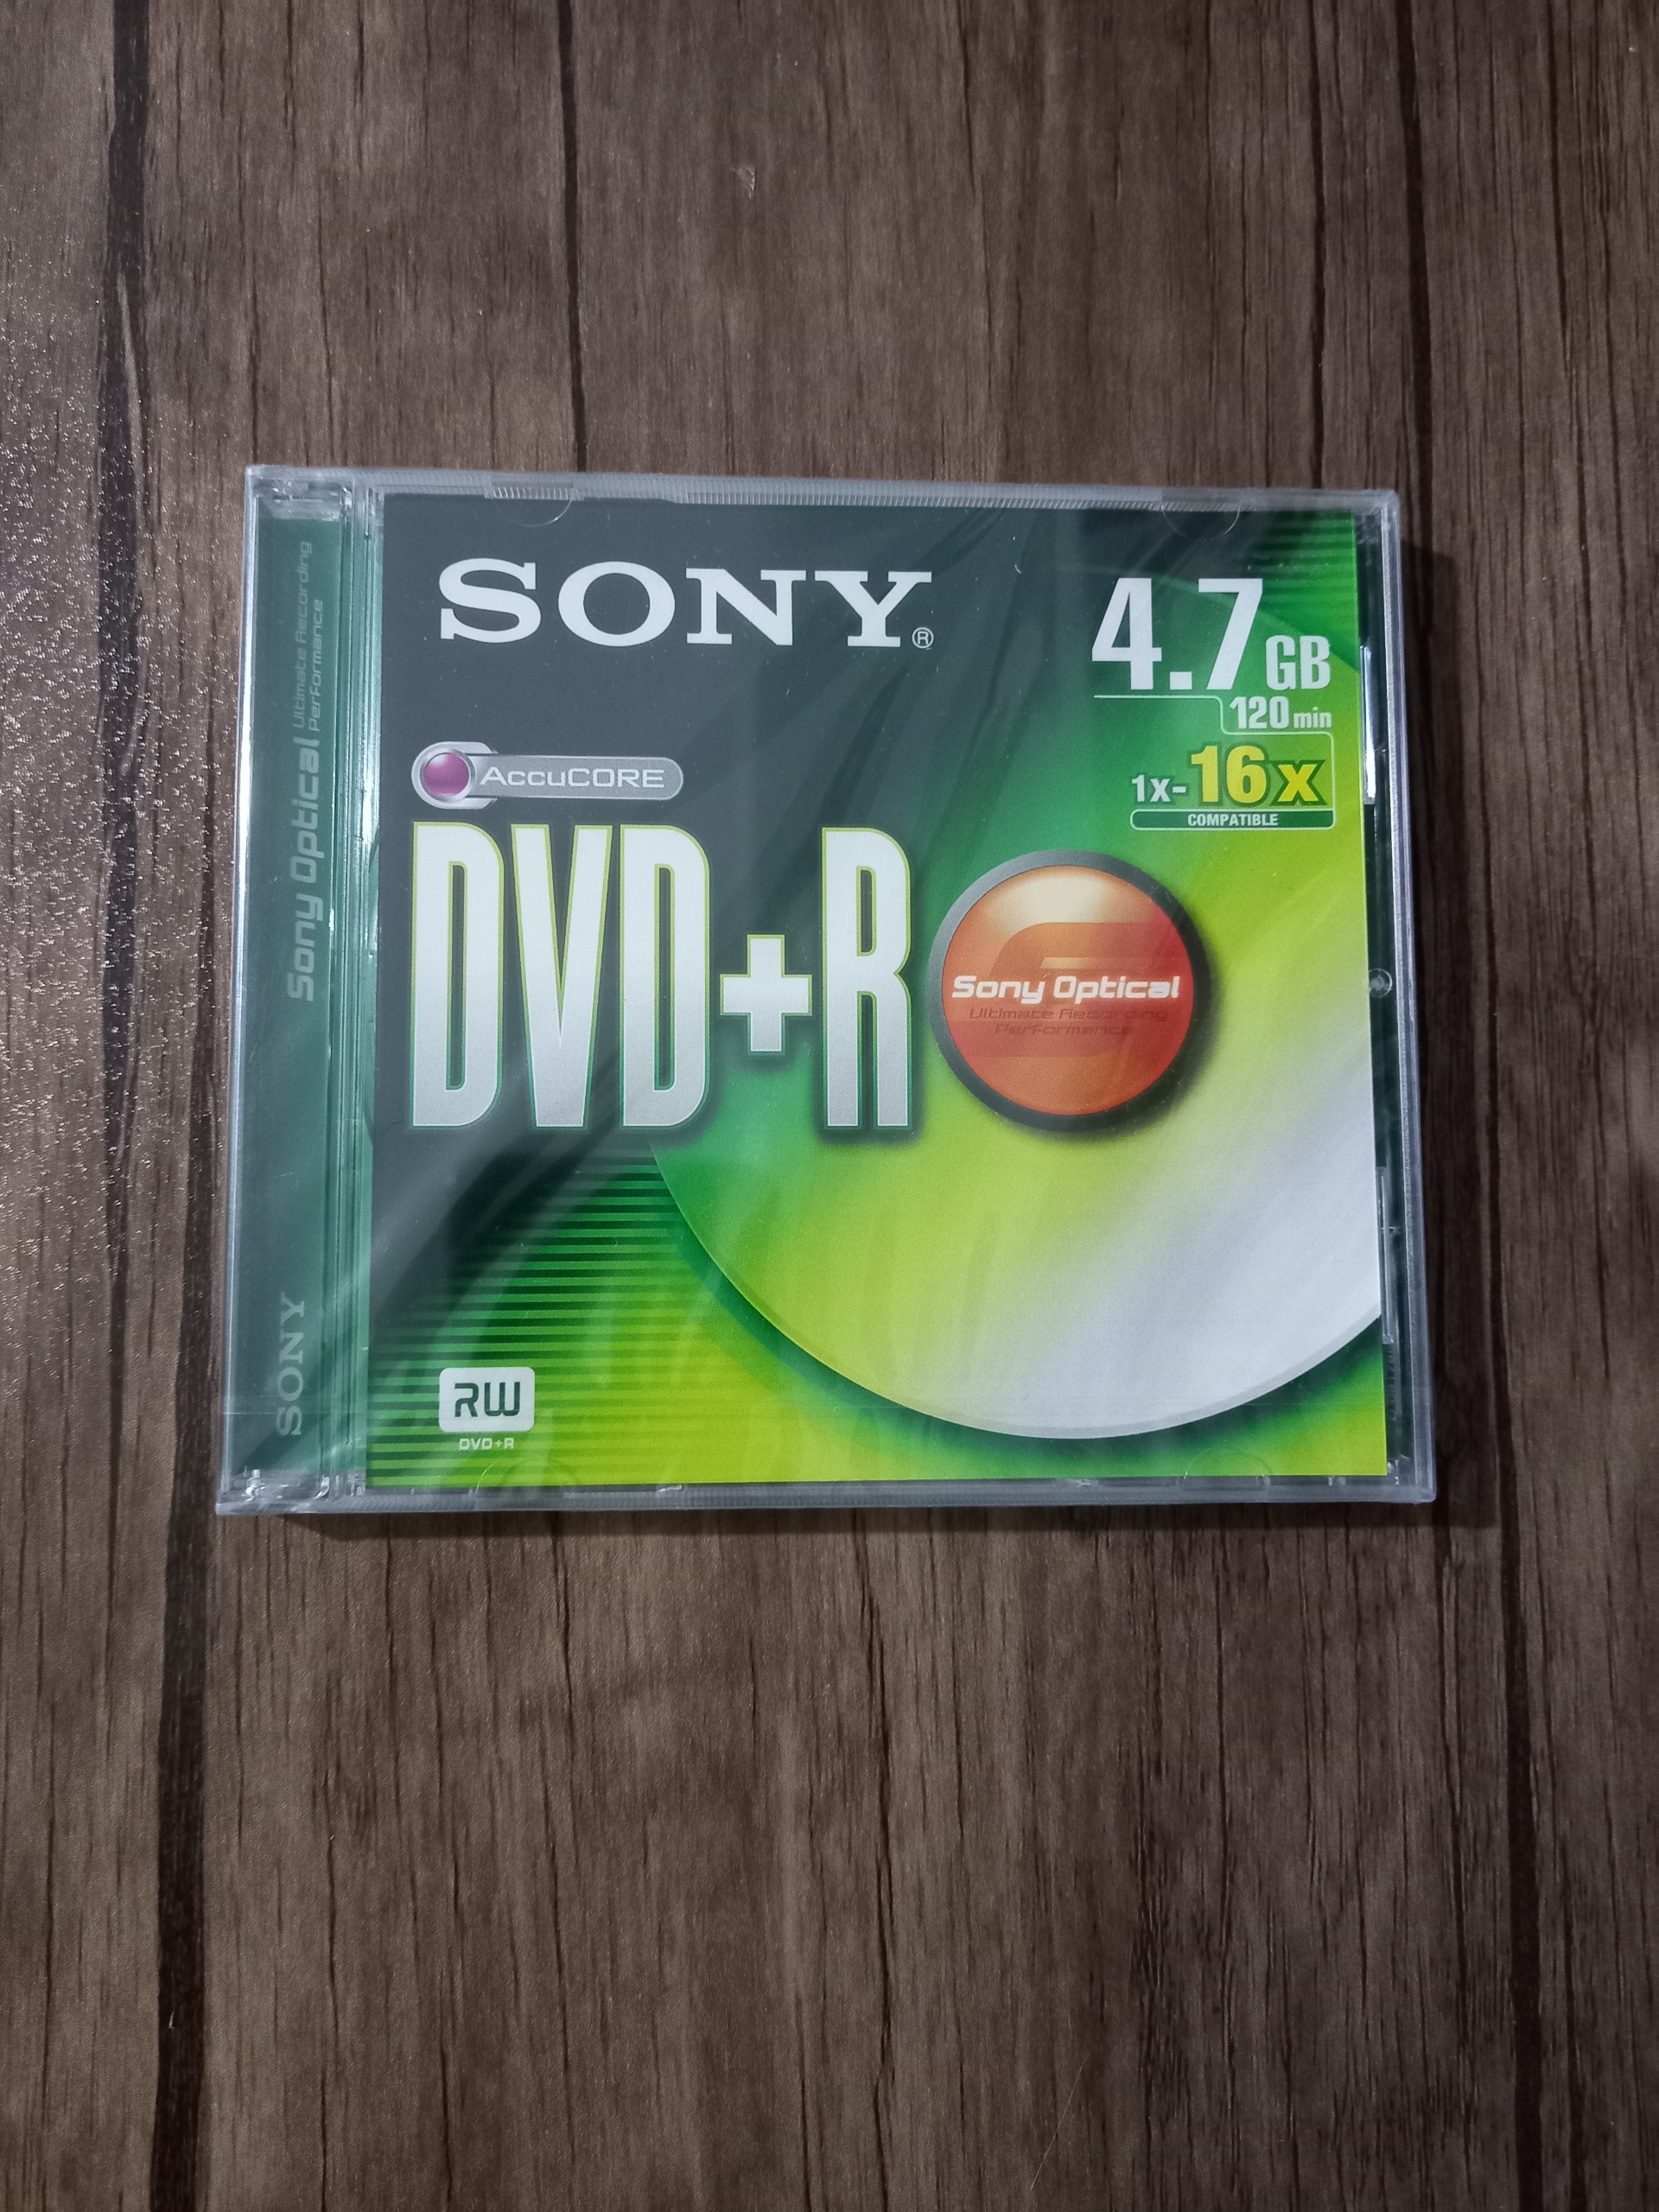 SONY®
4.7GB
120min
1x-16x
COMPATIBLE
AccuCORE
DVD+R
Sony Optical
Ultimate Recording
Performance
RW
DVD+R
Sony Optical Ultimate Recording
Performance
SONY